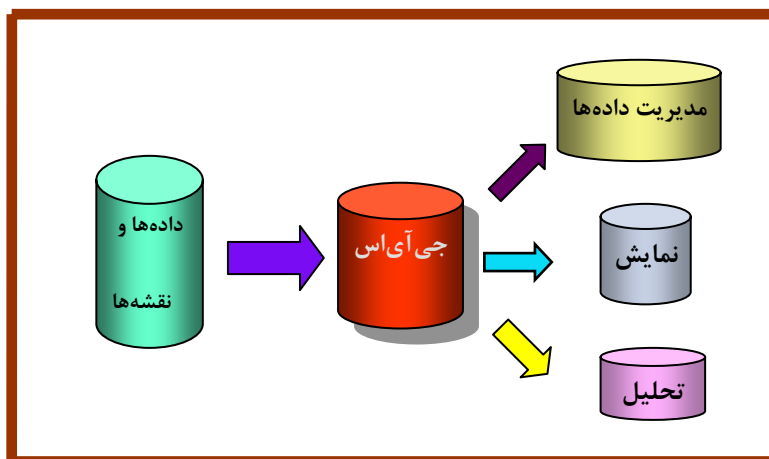 داده‌ها و
نقشه‌ها
جی‌آی‌اس
مدیریت داده‌ها
نمایش
تحلیل